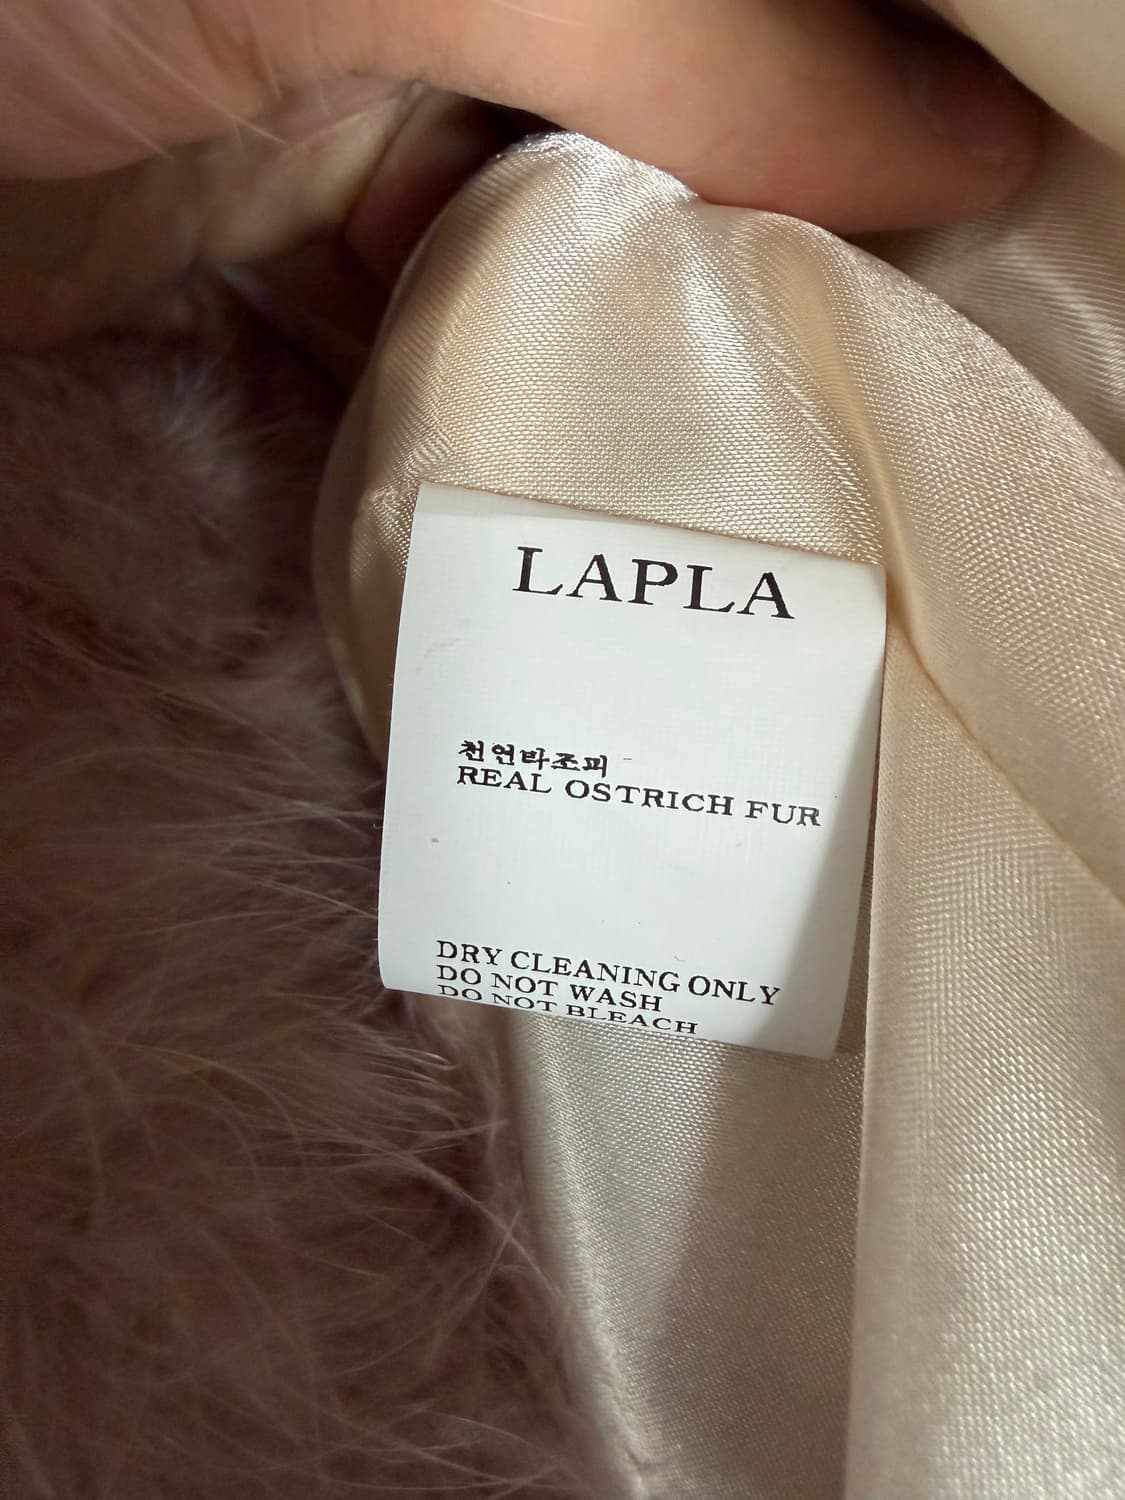 LAPLA
천연타조피
REAL OSTRICH FUR
DRY CLEANING ONLY
DO NOT WASH
DO NOT BLEACH